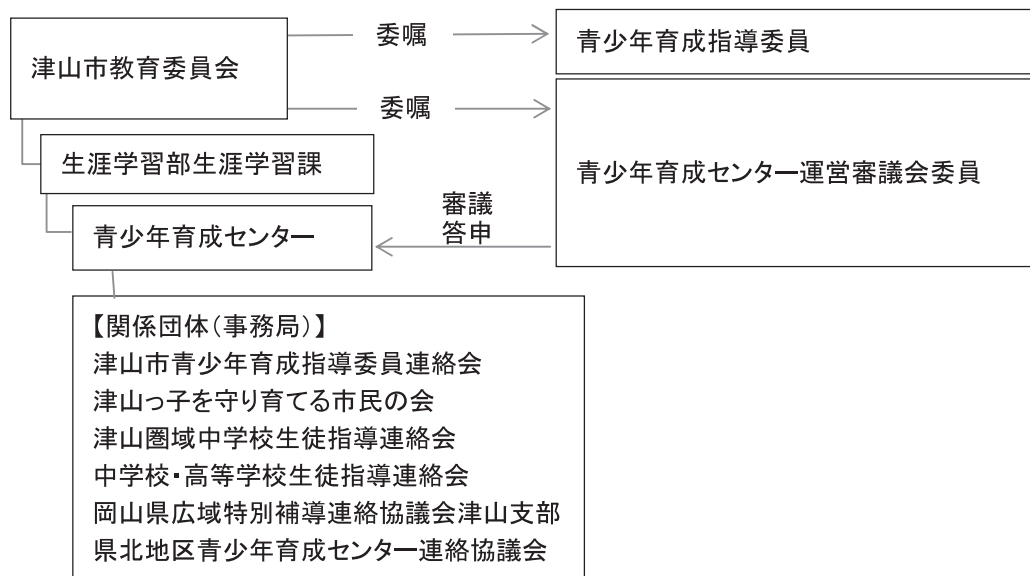 委嘱
青少年育成指導委員
津山市教育委員会
委嘱
青少年育成センター運営審議会委員
生涯学習部生涯学習課
審議
答申
青少年育成センター
【関係団体(事務局)】
津山市青少年育成指導委員連絡会
津山っ子を守り育てる市民の会
津山圏域中学校生徒指導連絡会
中学校・高等学校生徒指導連絡会
岡山県広域特別補導連絡協議会津山支部
県北地区青少年育成センター連絡協議会